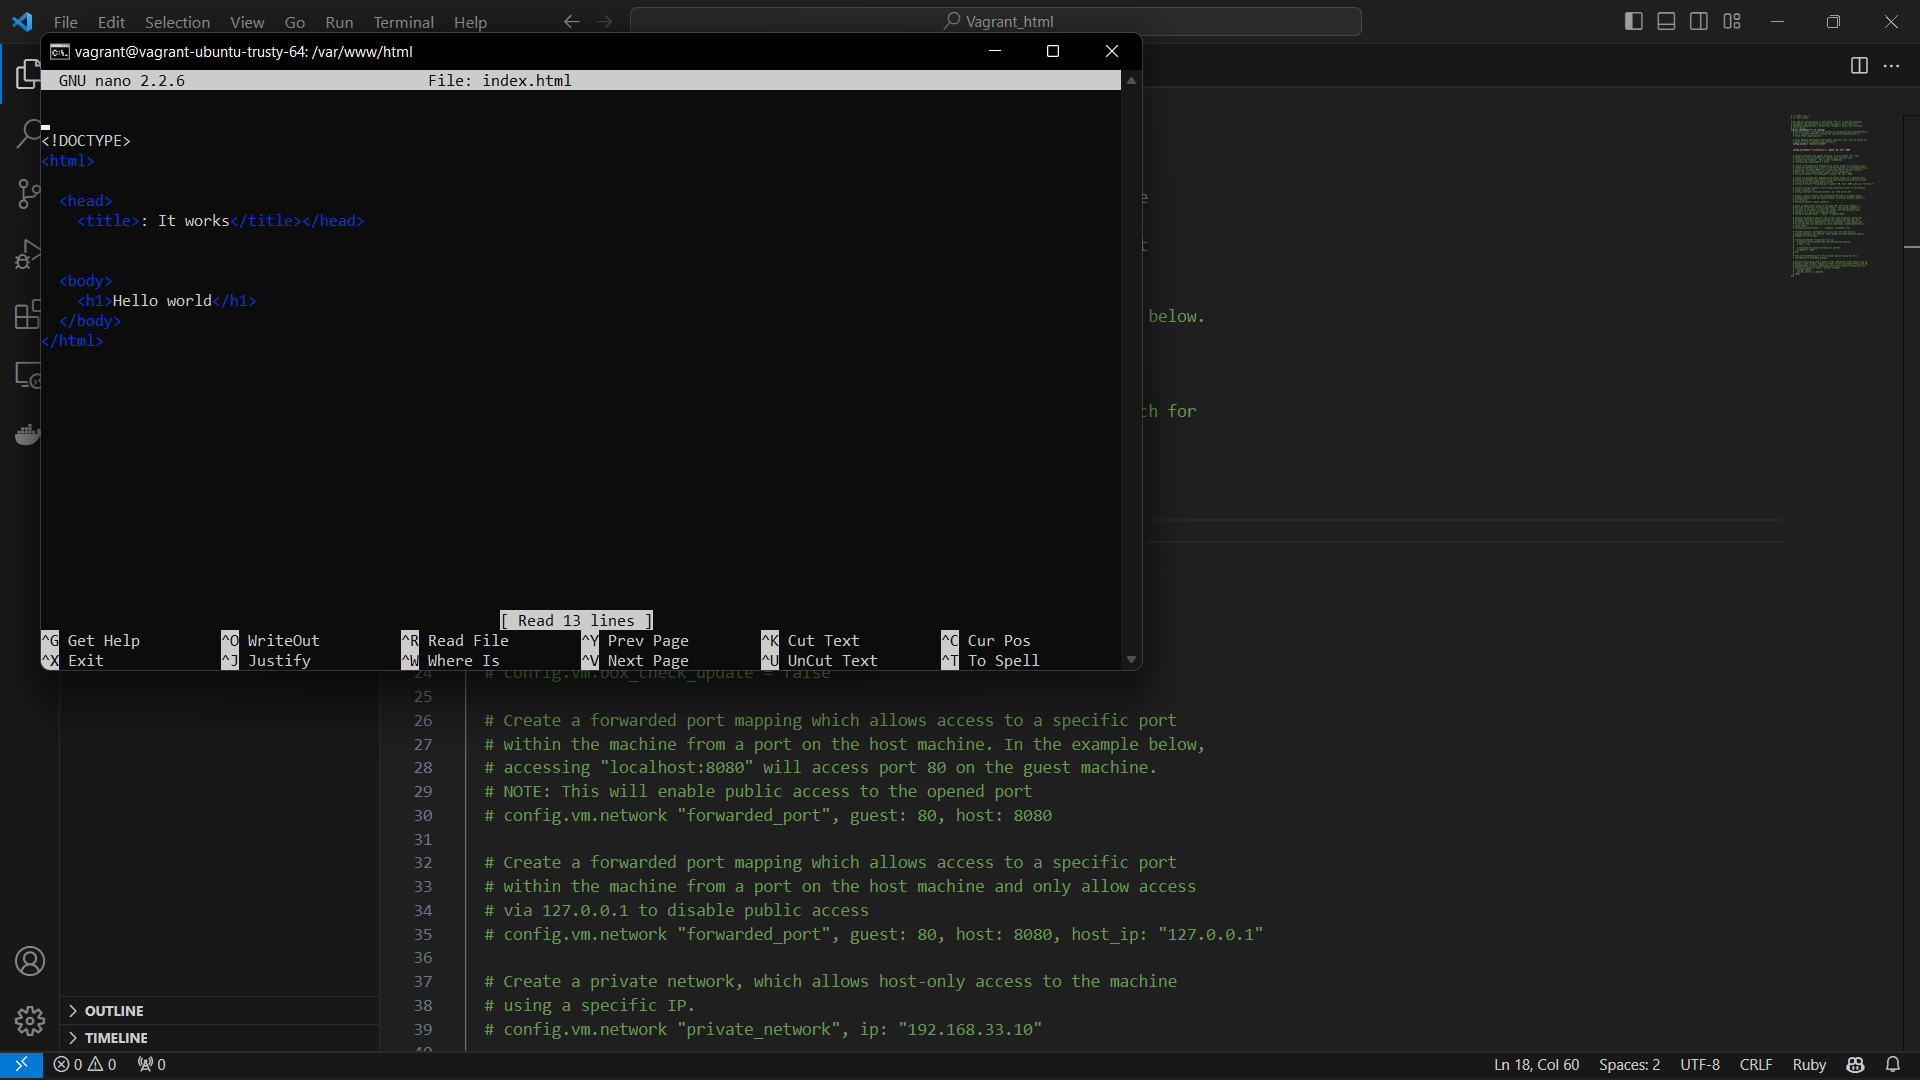 File Edit Selection View Go Run Terminal Help
Vagrant_html
vagrant@vagrant-ubuntu-trusty-64: /var/www/html
GNU nano 2.2.6 File: index.html
<!DOCTYPE>
<html>
<head>
<title>: It works</title></head>
<body>
<h1>Hello world</h1>
</body>
</html>
[ Read 13 lines ]
^G Get Help ^O WriteOut ^R Read File ^Y Prev Page ^K Cut Text ^C Cur Pos
^X Exit ^J Justify ^W Where Is ^V Next Page ^U UnCut Text ^T To Spell
below.
for
24 # config.vm.box_check_update = false
25
26 # Create a forwarded port mapping which allows access to a specific port
27 # within the machine from a port on the host machine. In the example below,
28 # accessing "localhost:8080" will access port 80 on the guest machine.
29 # NOTE: This will enable public access to the opened port
30 # config.vm.network "forwarded_port", guest: 80, host: 8080
31
32 # Create a forwarded port mapping which allows access to a specific port
33 # within the machine from a port on the host machine and only allow access
34 # via 127.0.0.1 to disable public access
35 # config.vm.network "forwarded_port", guest: 80, host: 8080, host_ip: "127.0.0.1"
36
37 # Create a private network, which allows host-only access to the machine
38 # using a specific IP.
39 # config.vm.network "private_network", ip: "192.168.33.10"
OUTLINE
TIMELINE
0 0 0
Ln 18, Col 60 Spaces: 2 UTF-8 CRLF Ruby